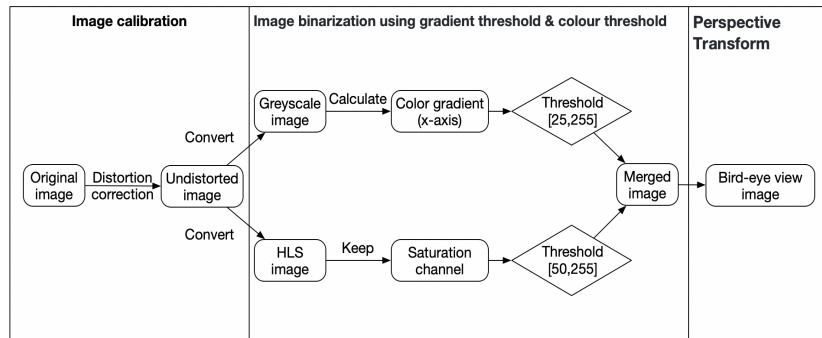 Image calibration
Image binarization using gradient threshold & colour threshold
Perspective
Transform
Original
image
Distortion
correction
Undistorted
image
Convert
Greyscale
image
Calculate
Color gradient
(x-axis)
Threshold
[25,255]
Convert
HLS
image
Keep
Saturation
channel
Threshold
[50,255]
Merged
image
Bird-eye view
image